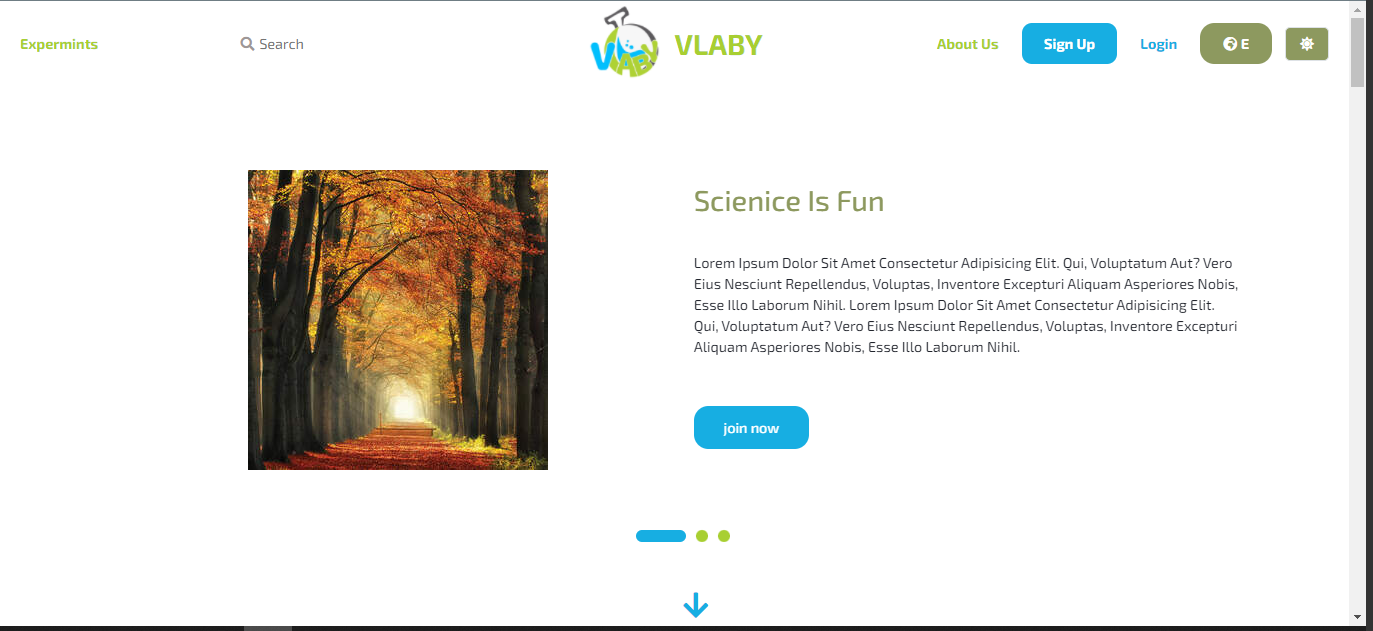 Expermints
Search
VLABY
VLABY
About Us
Sign Up
Login
E
Scienice Is Fun
Lorem Ipsum Dolor Sit Amet Consectetur Adipisicing Elit. Qui, Voluptatum Aut? Vero
Eius Nesciunt Repellendus, Voluptas, Inventore Excepturi Aliquam Asperiores Nobis,
Esse Illo Laborum Nihil. Lorem Ipsum Dolor Sit Amet Consectetur Adipisicing Elit.
Qui, Voluptatum Aut? Vero Eius Nesciunt Repellendus, Voluptas, Inventore Excepturi
Aliquam Asperiores Nobis, Esse Illo Laborum Nihil.
join now